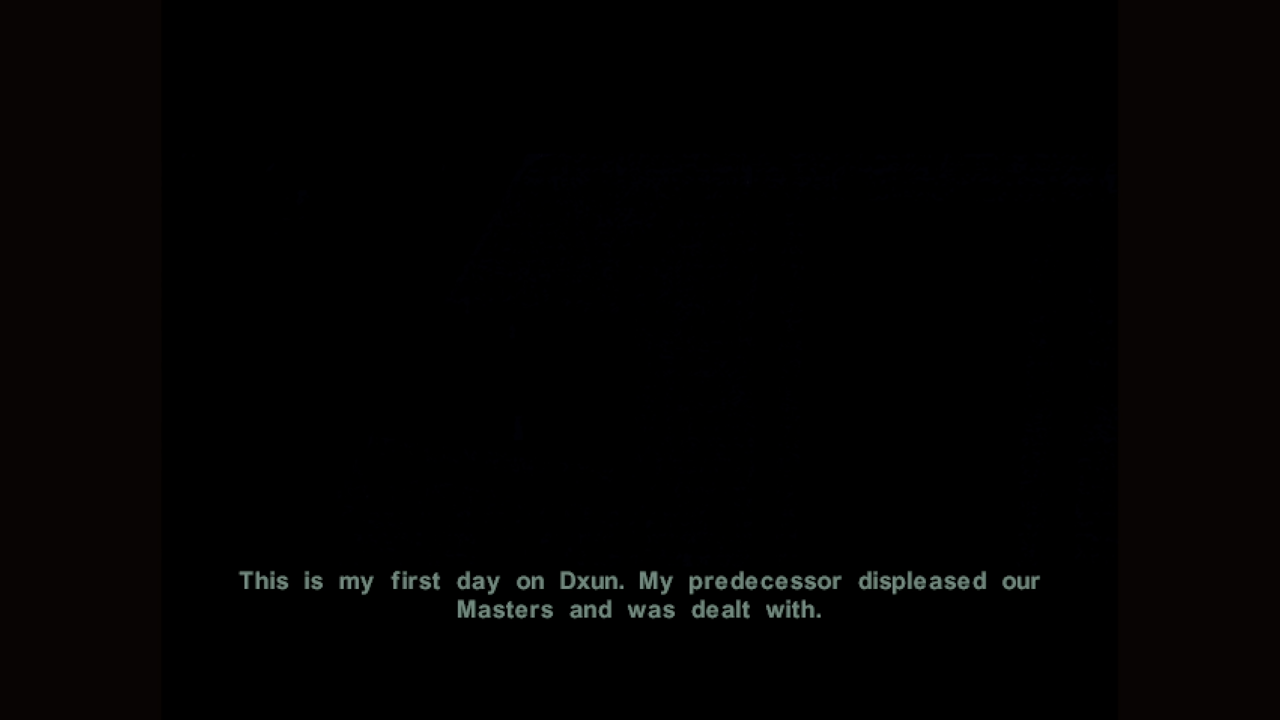 This is my first day on Dxun. My predecessor displeased our
Masters and was dealt with.